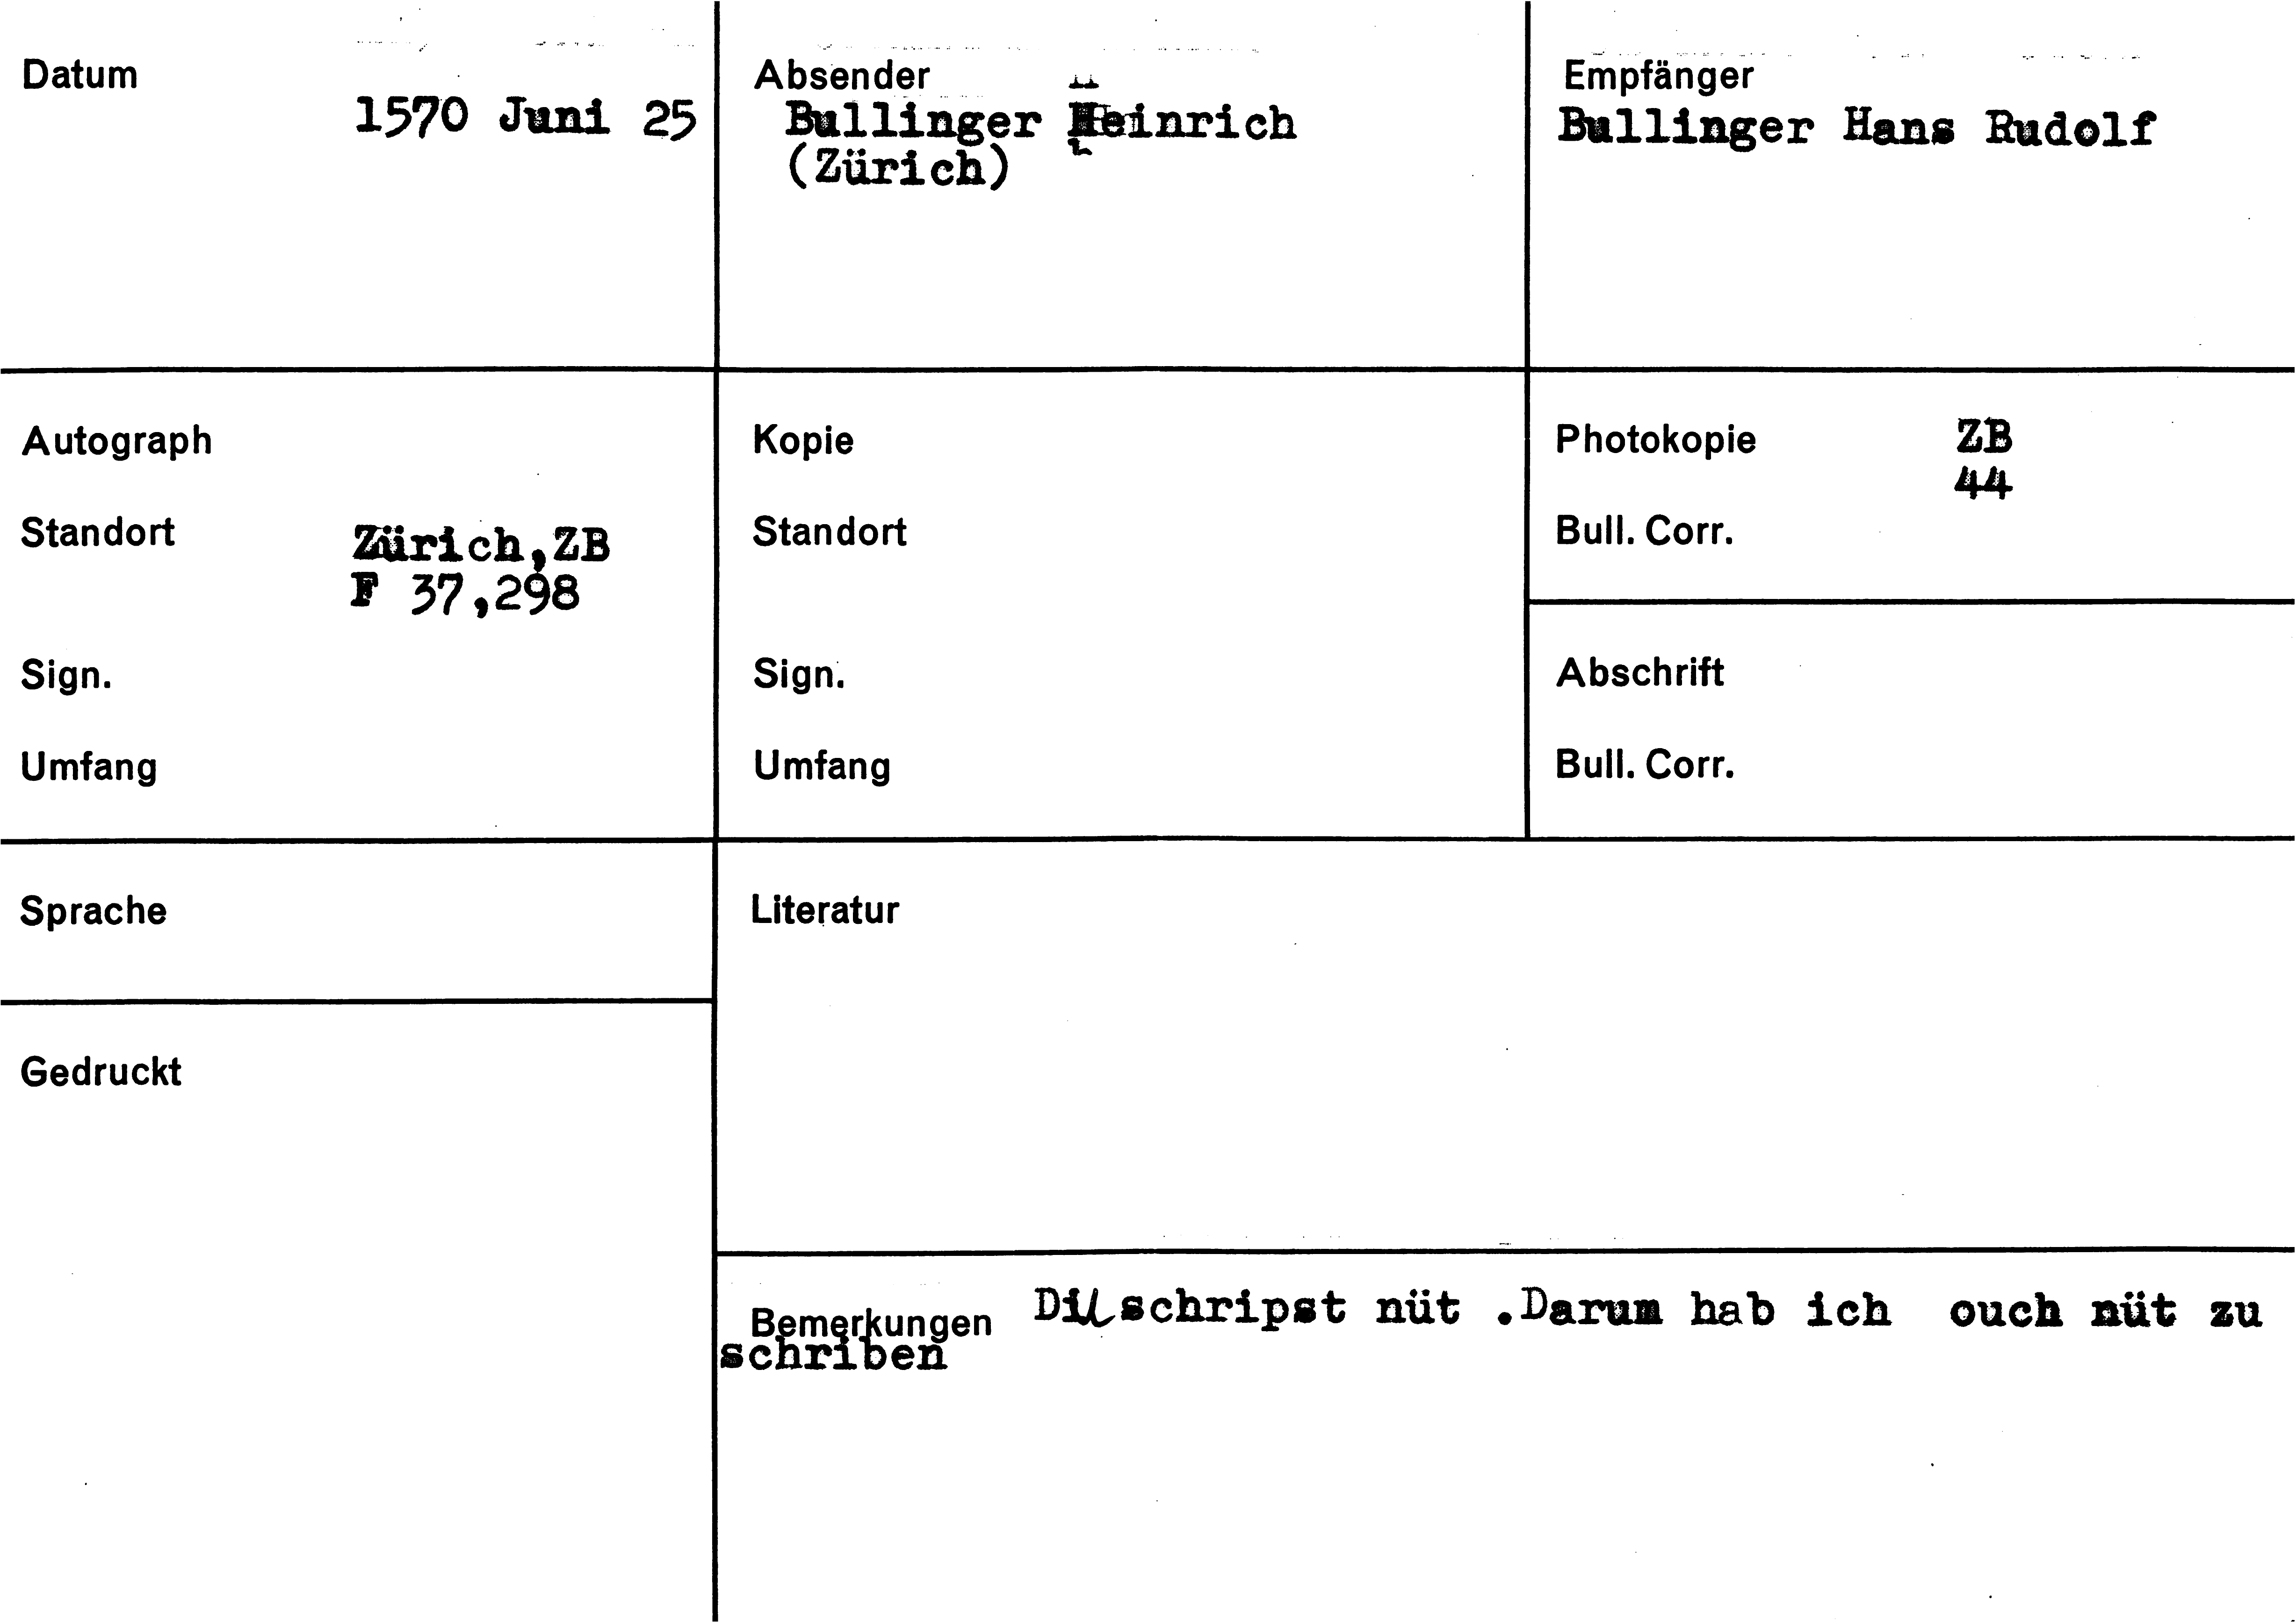 Datum
1570 Juni 25
Absender
Bullinger Heinrich
(Zürich)
Empfänger
Bullinger Hans Rudolf
Autograph
Standort
Zürich,ZB
F 37,298
Sign.
Umfang
Kopie
Standort
Sign.
Umfang
Photokopie ZB
44
Bull. Corr.
Abschrift
Bull. Corr.
Sprache
Literatur
Gedruckt
Bemerkungen schripst nüt .Darum hab ich ouch nüt zu
schriben